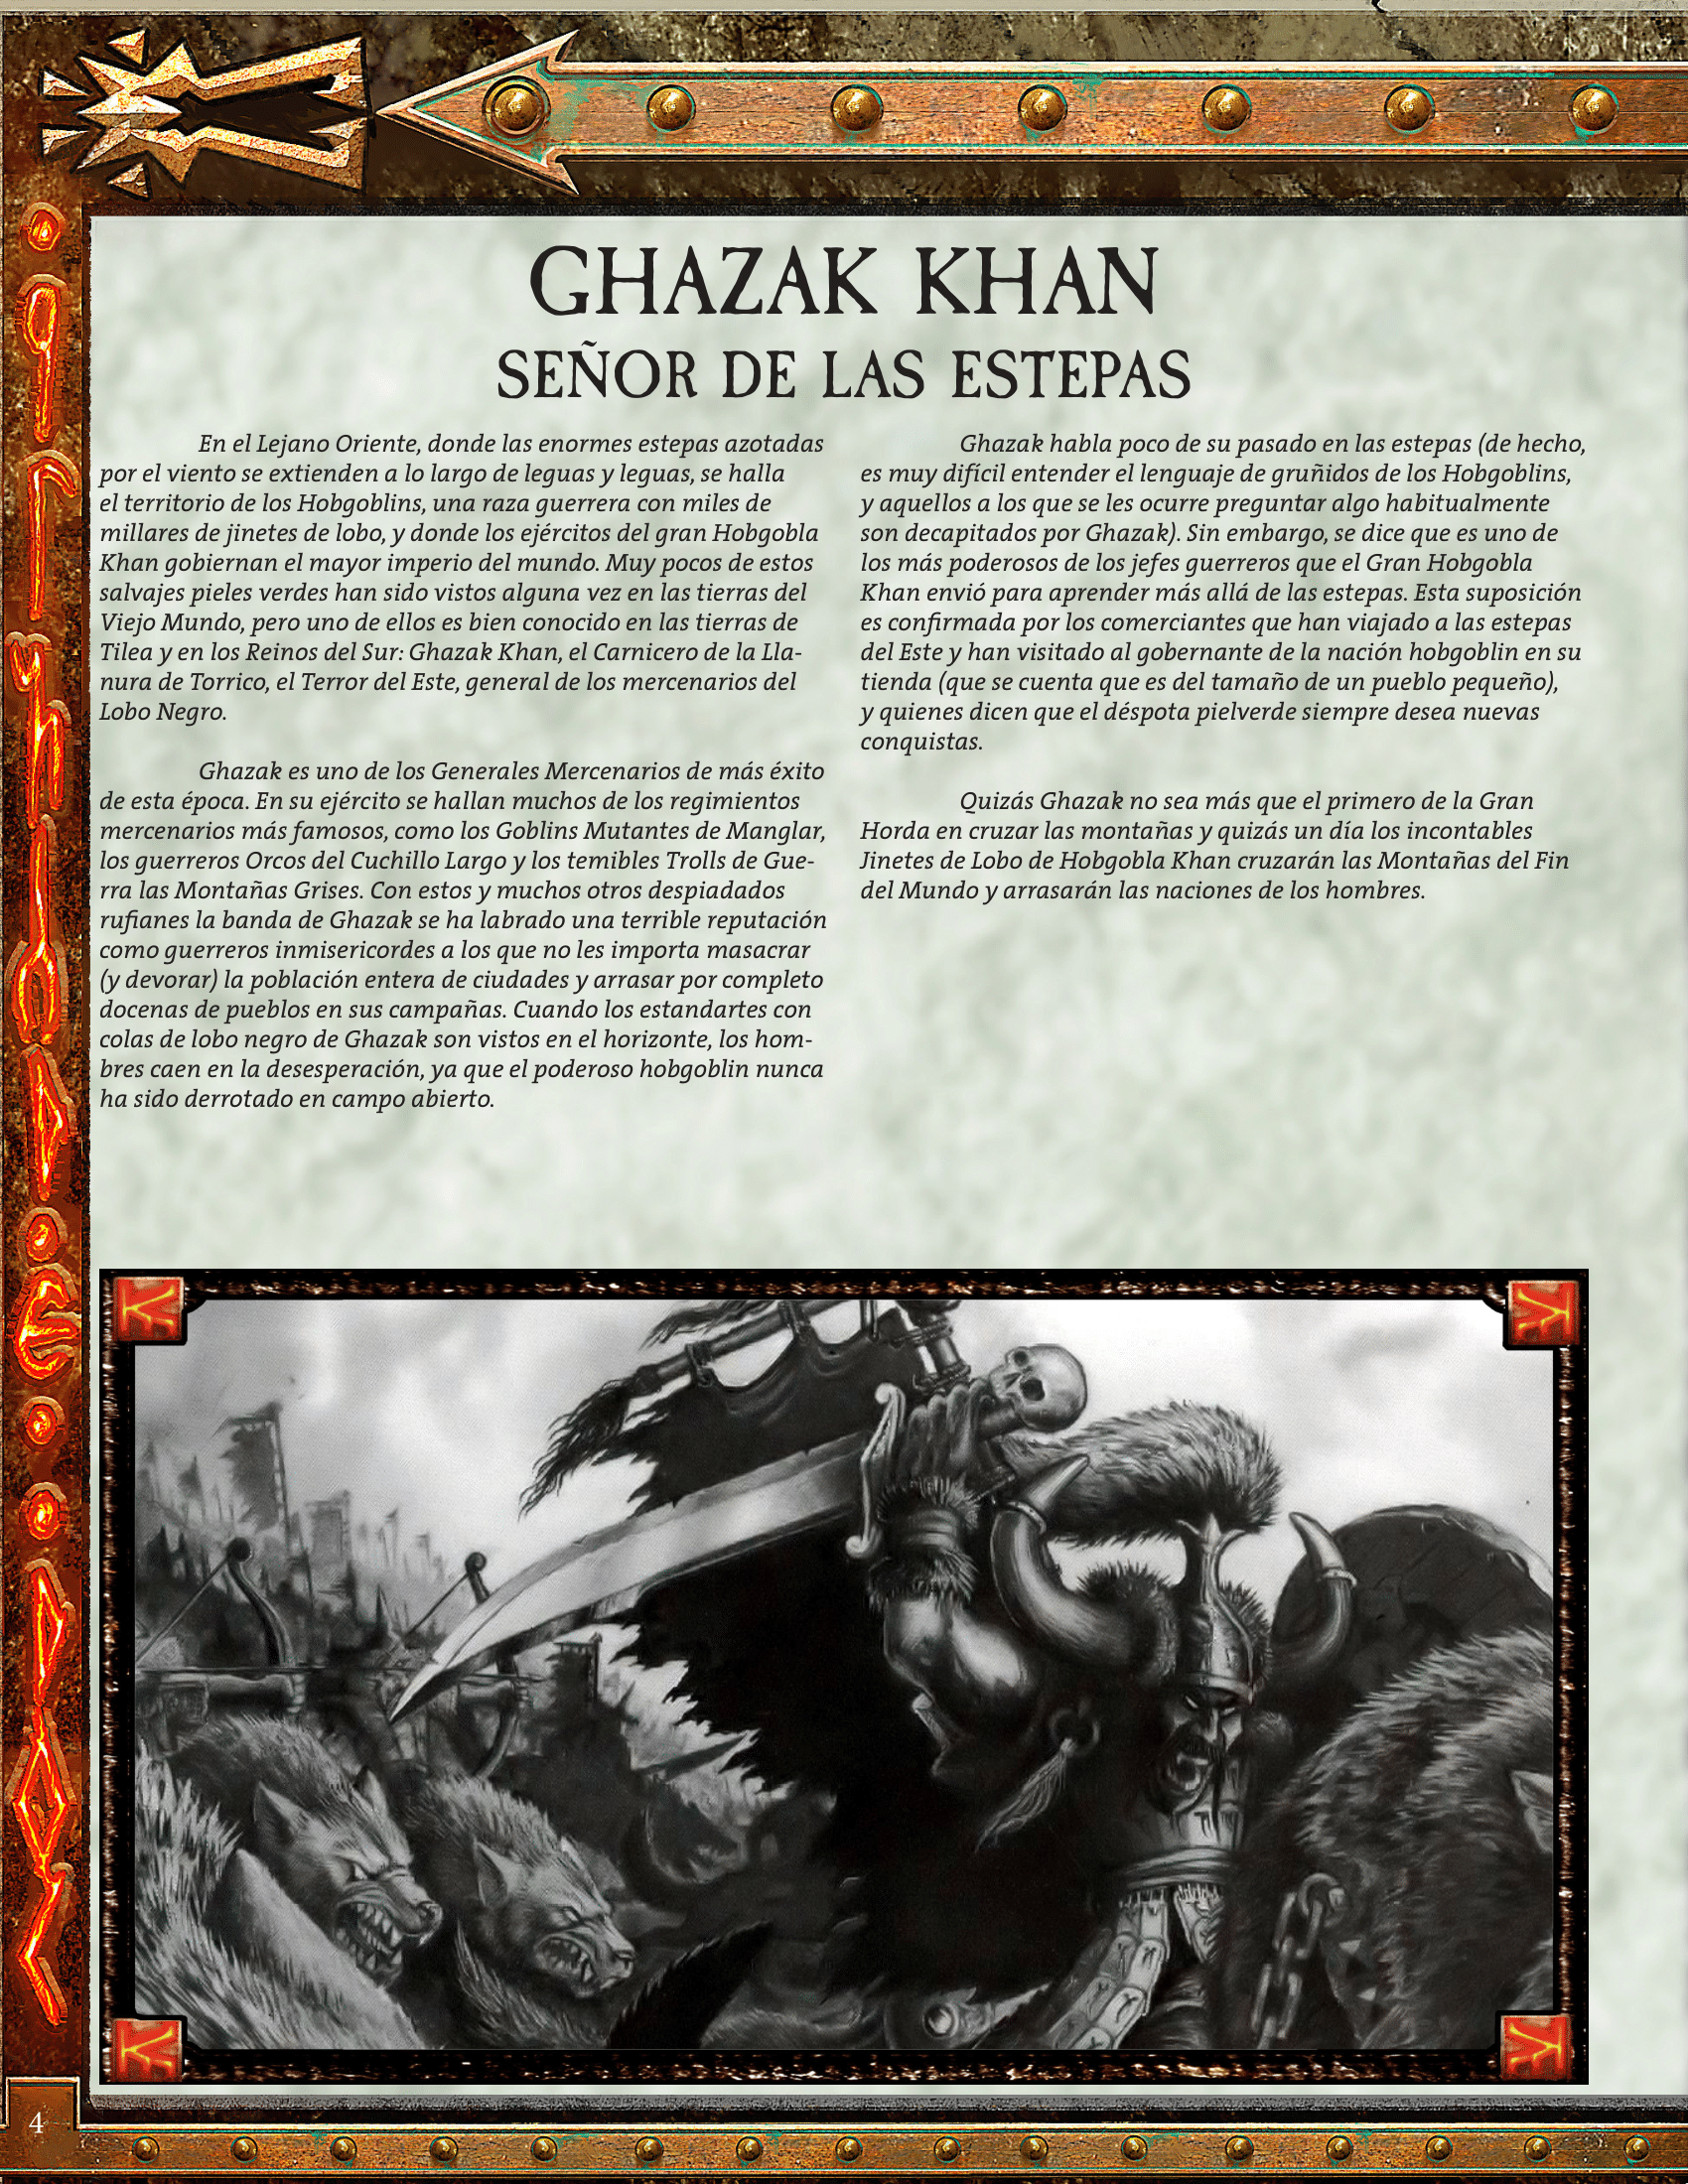 GHAZAK KHAN
SEÑOR DE LAS ESTEPAS
En el Lejano Oriente, donde las enormes estepas azotadas
por el viento se extienden a lo largo de leguas y leguas, se halla
el territorio de los Hobgoblins, una raza guerrera con miles de
millares de jinetes de lobo, y donde los ejércitos del gran Hobgobla
Khan gobiernan el mayor imperio del mundo. Muy pocos de estos
salvajes pieles verdes han sido vistos alguna vez en las tierras del
Viejo Mundo, pero uno de ellos es bien conocido en las tierras de
Tilea y en los Reinos del Sur: Ghazak Khan, el Carnicero de la Lla-
nura de Torrico, el Terror del Este, general de los mercenarios del
Lobo Negro.
Ghazak es uno de los Generales Mercenarios de más éxito
de esta época. En su ejército se hallan muchos de los regimientos
mercenarios más famosos, como los Goblins Mutantes de Manglar,
los guerreros Orcos del Cuchillo Largo y los temibles Trolls de Gue-
rra las Montañas Grises. Con estos y muchos otros despiadados
rufianes la banda de Ghazak se ha labrado una terrible reputación
como guerreros inmisericordes a los que no les importa masacrar
(y devorar) la población entera de ciudades y arrasar por completo
docenas de pueblos en sus campañas. Cuando los estandartes con
colas de lobo negro de Ghazak son vistos en el horizonte, los hom-
bres caen en la desesperación, ya que el poderoso hobgoblin nunca
ha sido derrotado en campo abierto.
Ghazak habla poco de su pasado en las estepas (de hecho,
es muy difícil entender el lenguaje de gruñidos de los Hobgoblins,
y aquellos a los que se les ocurre preguntar algo habitualmente
son decapitados por Ghazak). Sin embargo, se dice que es uno de
los más poderosos de los jefes guerreros que el Gran Hobgobla
Khan envió para aprender más allá de las estepas. Esta suposición
es confirmada por los comerciantes que han viajado a las estepas
del Este y han visitado al gobernante de la nación hobgoblin en su
tienda (que se cuenta que es del tamaño de un pueblo pequeño),
y quienes dicen que el déspota pielverde siempre desea nuevas
conquistas.
Quizás Ghazak no sea más que el primero de la Gran
Horda en cruzar las montañas y quizás un día los incontables
Jinetes de Lobo de Hobgobla Khan cruzarán las Montañas del Fin
del Mundo y arrasarán las naciones de los hombres.
4